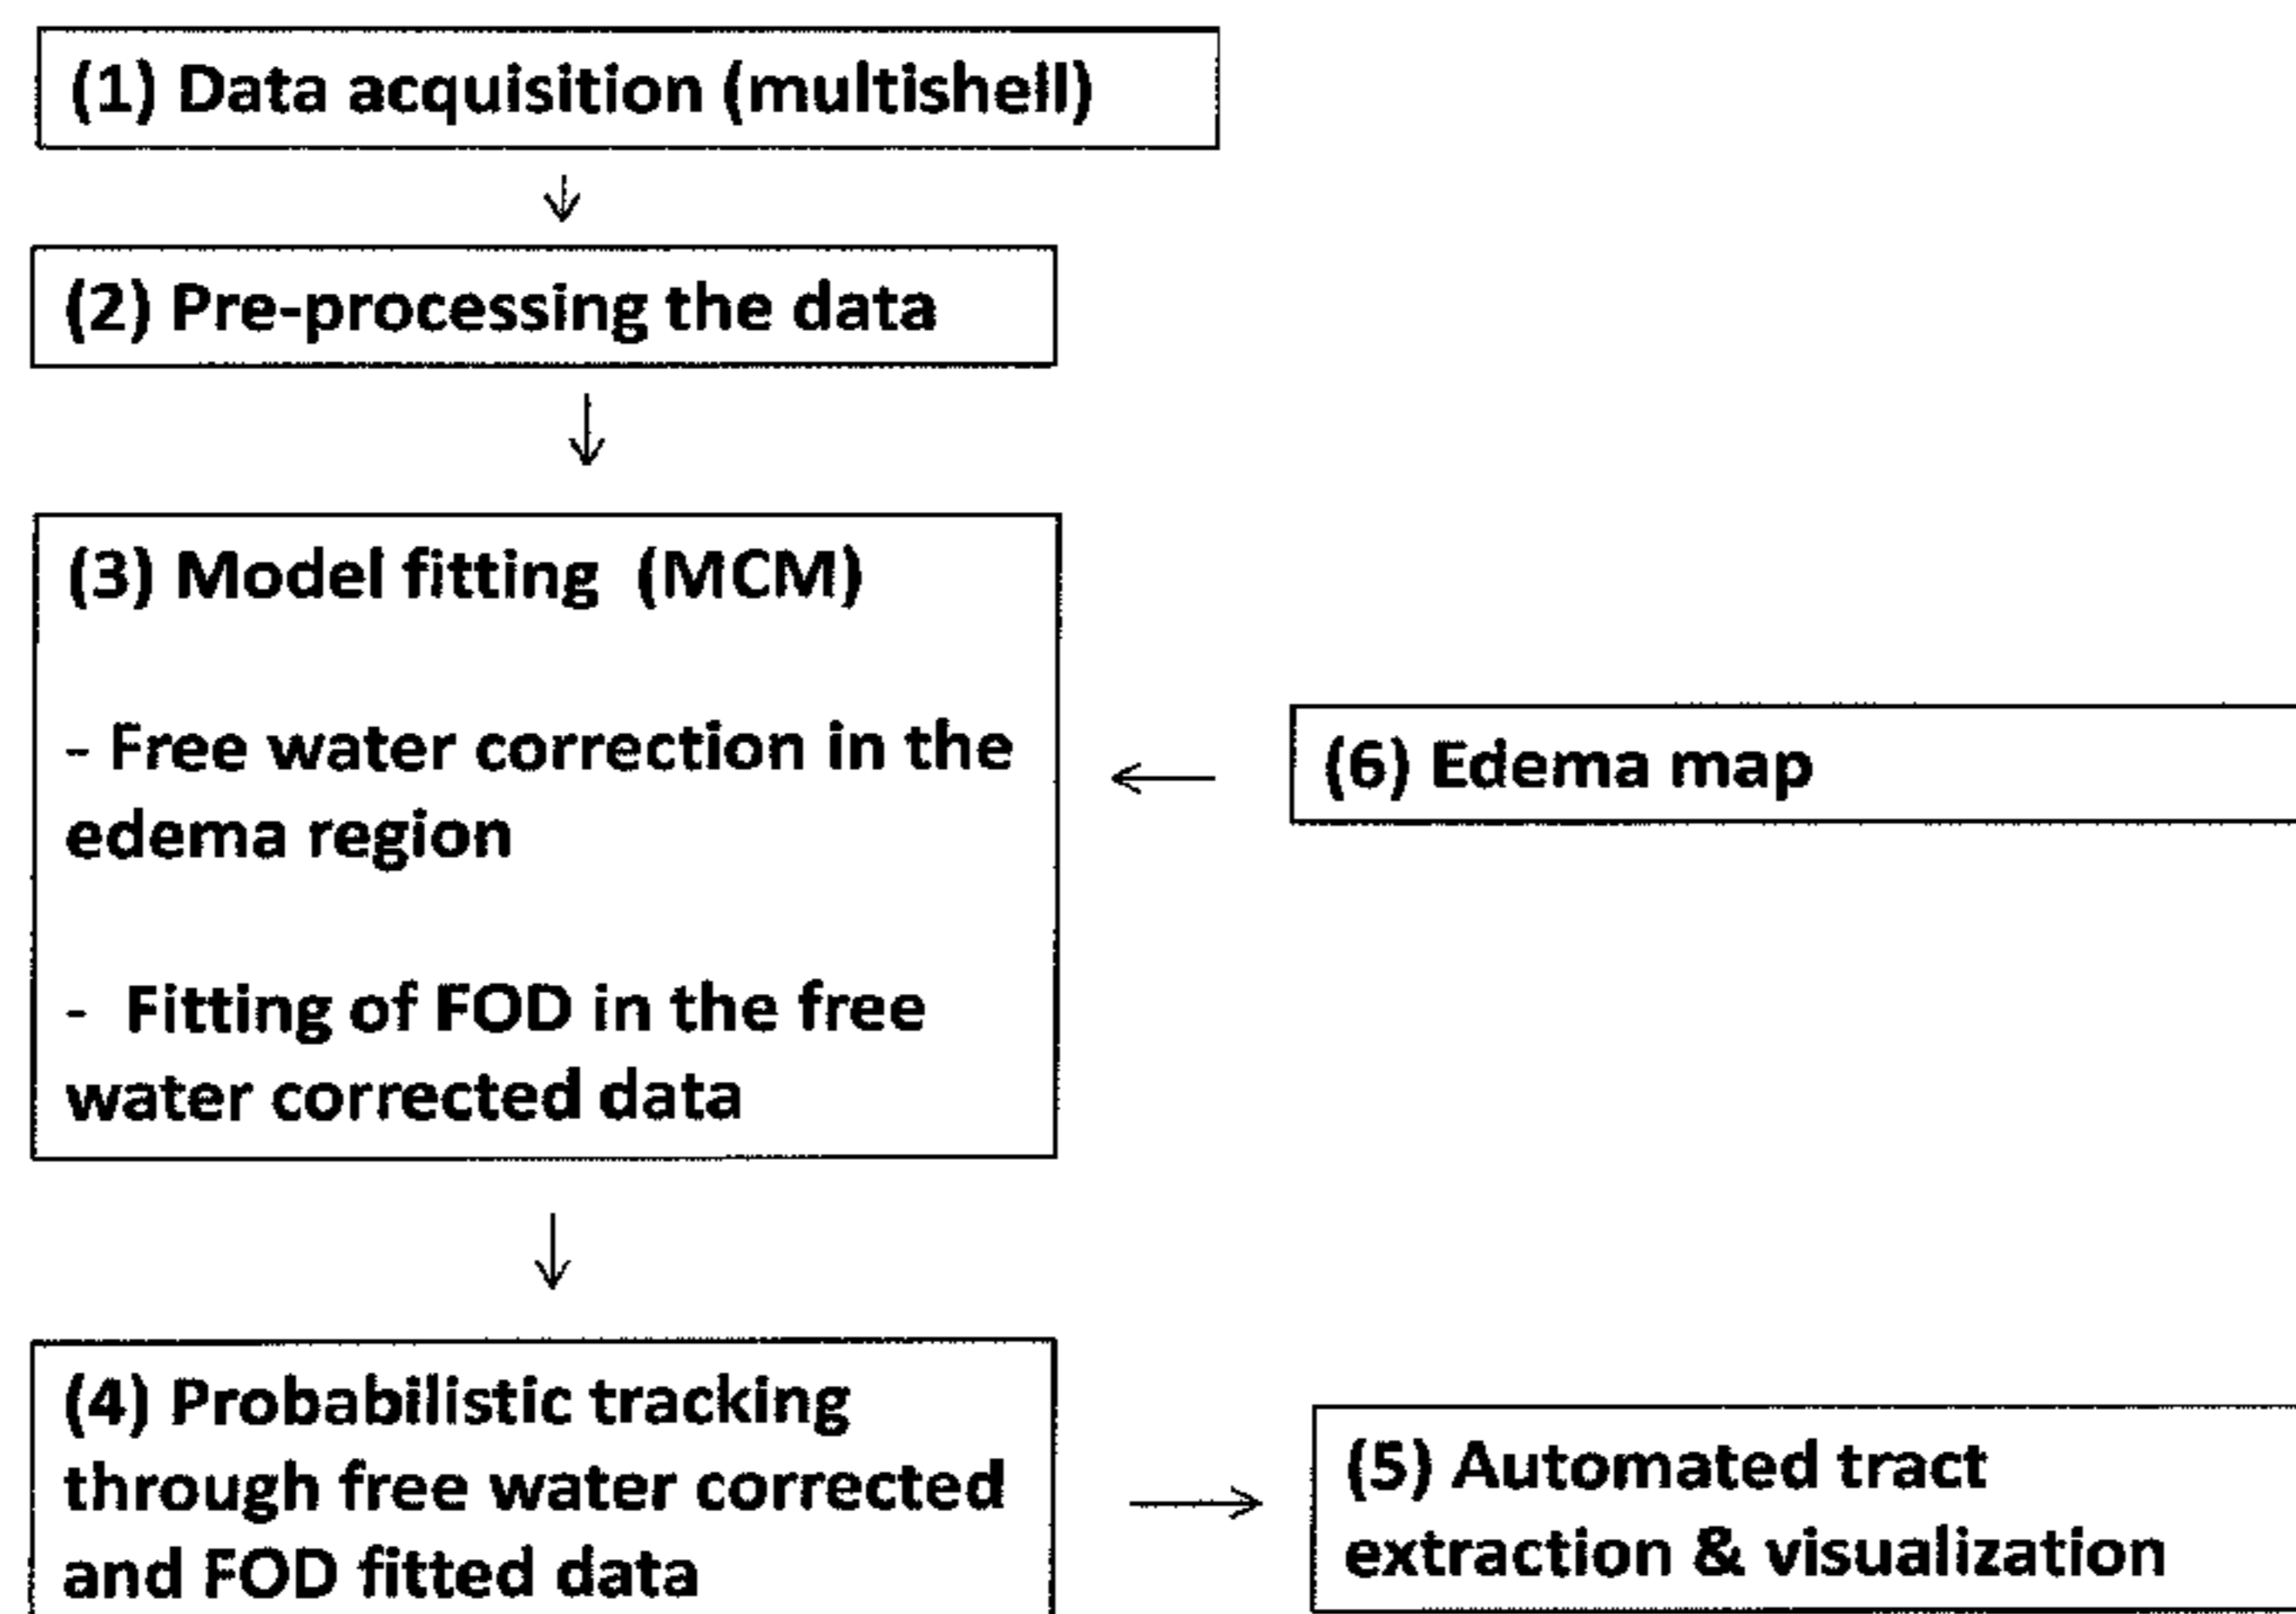 (1) Data acquisition (multishell)
(2) Pre-processing the data
(3) Model fitting (MCM)
- Free water correction in the
edema region
- Fitting of FOD in the free
water corrected data
(6) Edema map
(4) Probabilistic tracking
through free water corrected
and FOD fitted data
(5) Automated tract
extraction & visualization